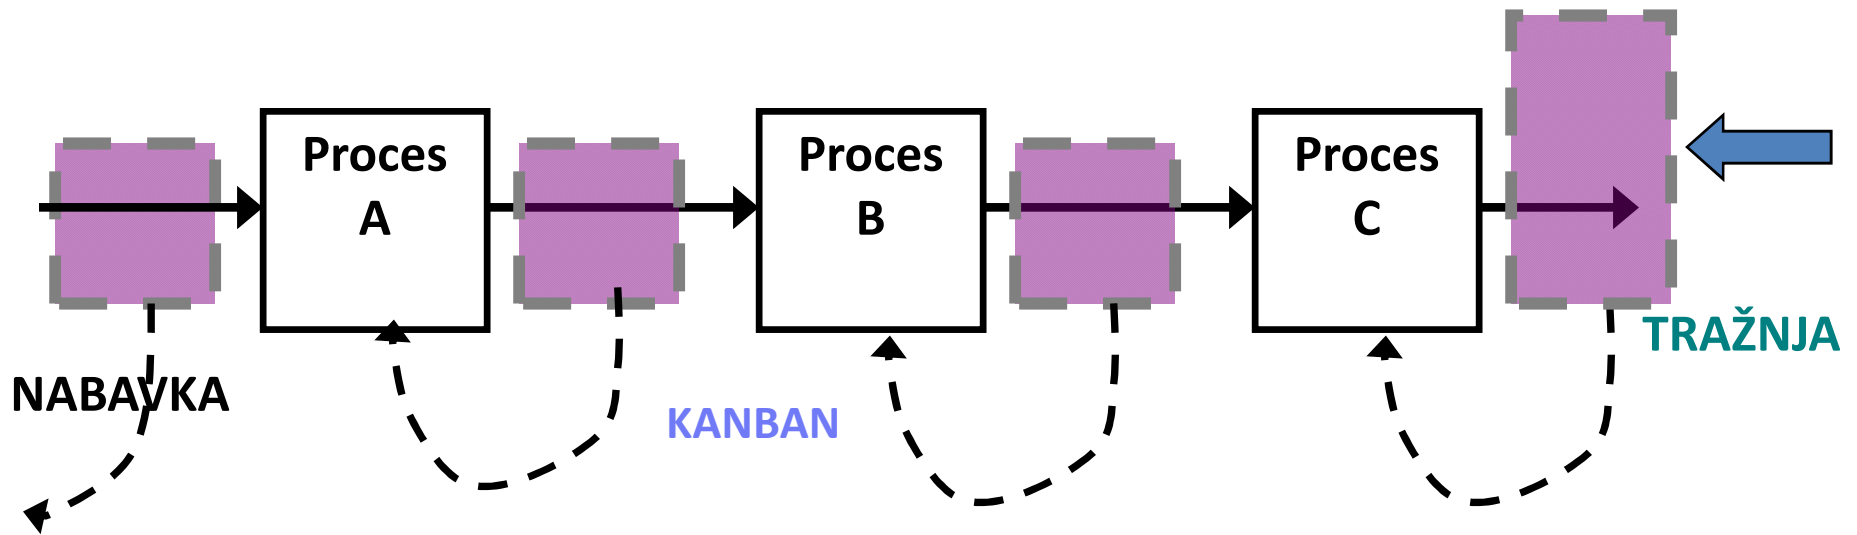 Proces
A
Proces
B
Proces
C
TRAŽNJA
NABAVKA
KANBAN